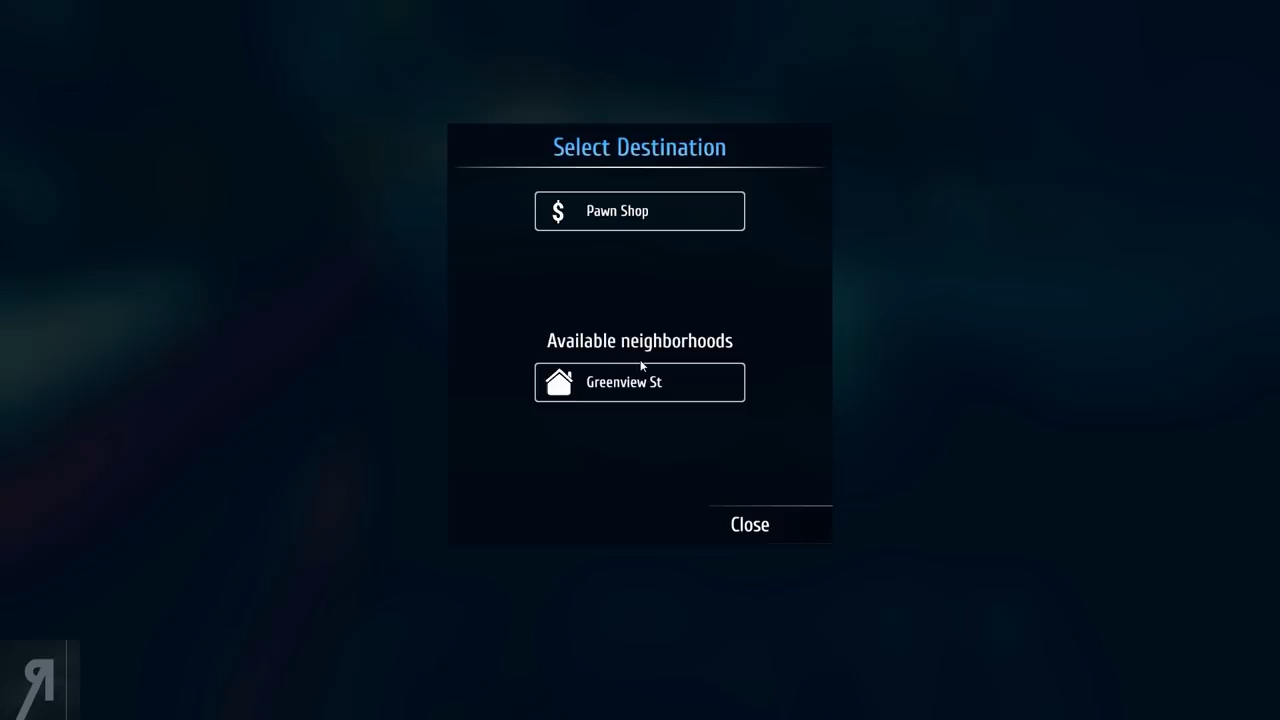 Select Destination
$ Pawn Shop
Available neighborhoods
Greenview St
Close